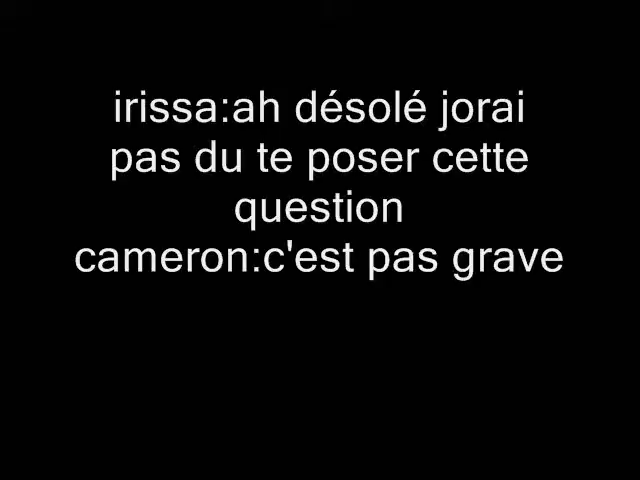 irissa:ah désolé jorai
pas du te poser cette
question
cameron:c'est pas grave